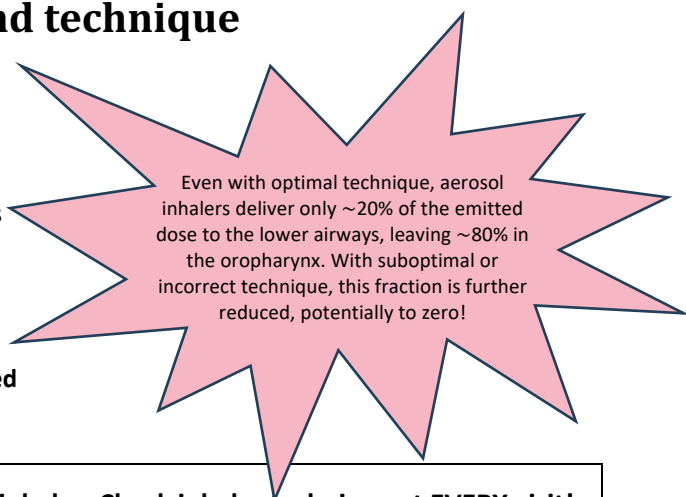 nd technique
Even with optimal technique, aerosol
inhalers deliver only ~20% of the emitted
dose to the lower airways, leaving ~80% in
the oropharynx. With suboptimal or
incorrect technique, this fraction is further
reduced, potentially to zero!
s
ed